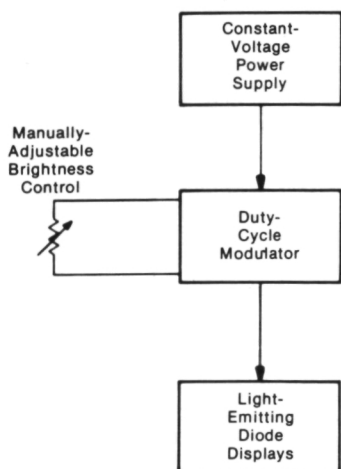 Constant-
Voltage
Power
Supply
Manually-
Adjustable
Brightness
Control
Duty-
Cycle
Modulator
Light-
Emitting
Diode
Displays